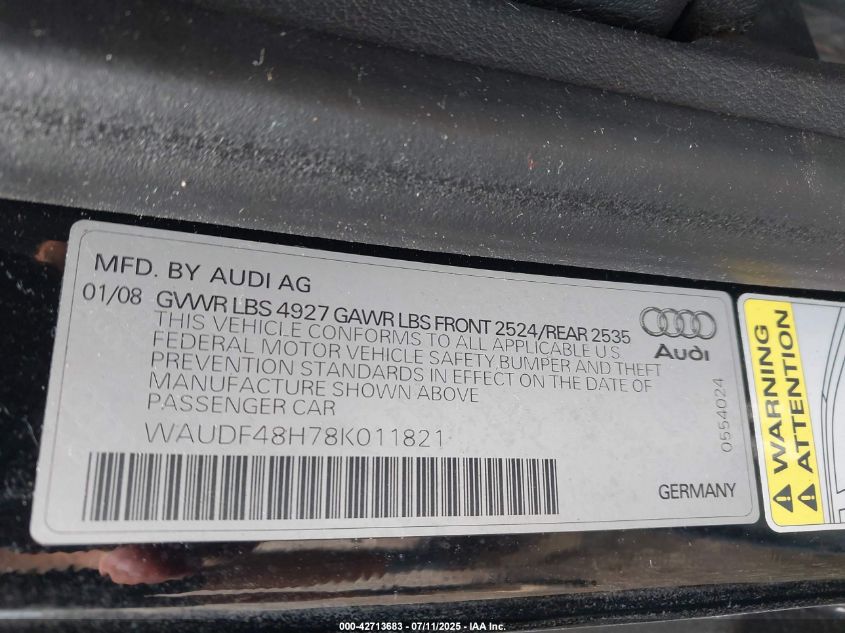 MFD. BY AUDI AG
01/08 GVWR LBS 4927 GAWR LBS FRONT 2524/REAR 2535
THIS VEHICLE CONFORMS TO ALL APPLICABLE U S
FEDERAL MOTOR VEHICLE SAFETY, BUMPER AND THEFT
PREVENTION STANDARDS IN EFFECT ON THE DATE OF
MANUFACTURE SHOWN ABOVE
PASSENGER CAR
WAUDF48H78K011821
Audi
0554024
GERMANY
WARNING
ATTENTION
000-42713683 / 07/11/2025 - IAA Inc.